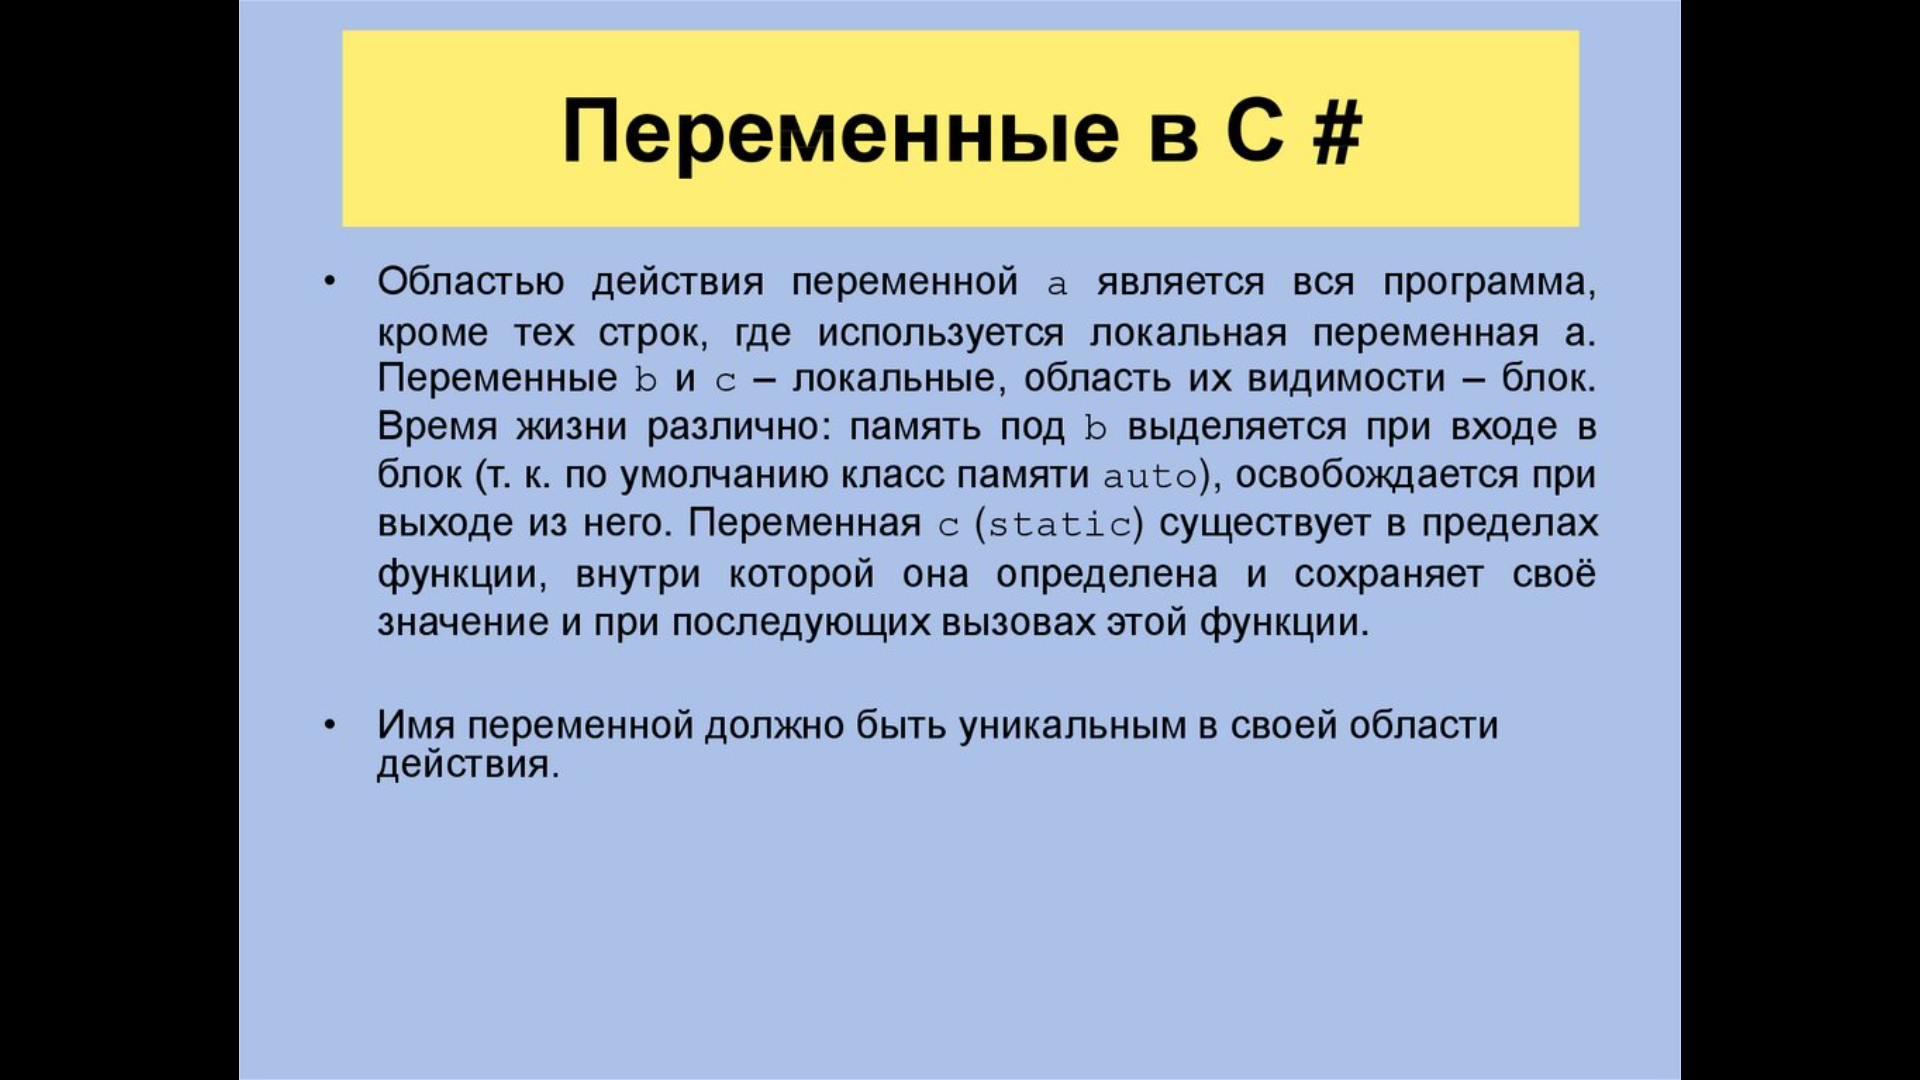 Переменные в C #
• Областью действия переменной a является вся программа,
кроме тех строк, где используется локальная переменная a.
Переменные b и c – локальные, область их видимости – блок.
Время жизни различно: память под b выделяется при входе в
блок (т. к. по умолчанию класс памяти auto), освобождается при
выходе из него. Переменная c (static) существует в пределах
функции, внутри которой она определена и сохраняет своё
значение и при последующих вызовах этой функции.
• Имя переменной должно быть уникальным в своей области
действия.